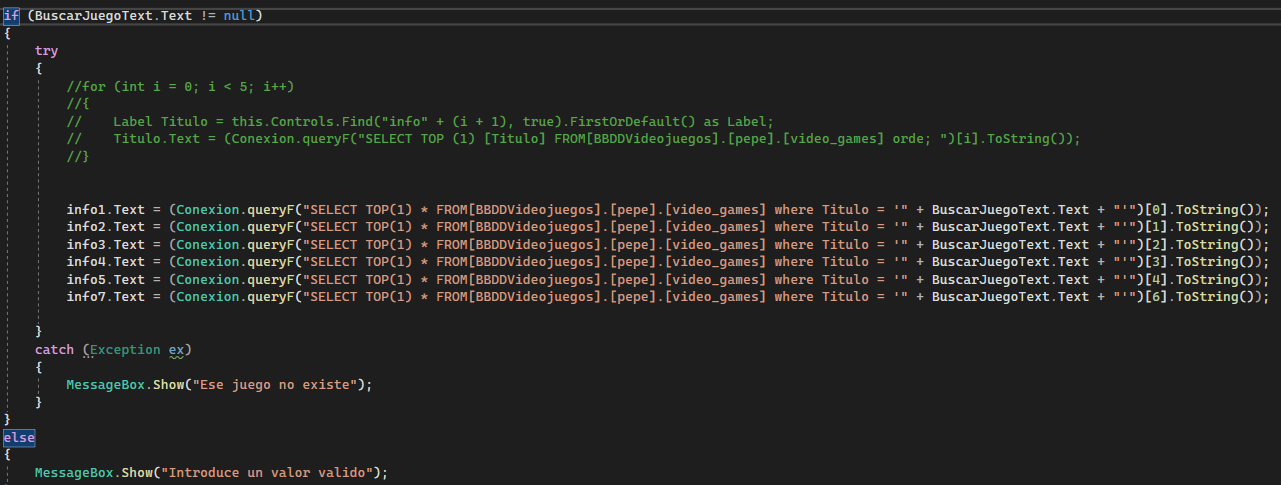 if (BuscarJuegoText.Text != null)
{
try
{
//for (int i = 0; i < 5; i++)
//{
//    Label Titulo = this.Controls.Find("info" + (i + 1), true).FirstOrDefault() as Label;
//    Titulo.Text = (Conexion.queryF("SELECT TOP (1) [Titulo] FROM[BBDDVideojuegos].[pepe].[video_games] orde; ")[i].ToString());
//}
info1.Text = (Conexion.queryF("SELECT TOP(1) * FROM[BBDDVideojuegos].[pepe].[video_games] where Titulo = '" + BuscarJuegoText.Text + "'")[0].ToString());
info2.Text = (Conexion.queryF("SELECT TOP(1) * FROM[BBDDVideojuegos].[pepe].[video_games] where Titulo = '" + BuscarJuegoText.Text + "'")[1].ToString());
info3.Text = (Conexion.queryF("SELECT TOP(1) * FROM[BBDDVideojuegos].[pepe].[video_games] where Titulo = '" + BuscarJuegoText.Text + "'")[2].ToString());
info4.Text = (Conexion.queryF("SELECT TOP(1) * FROM[BBDDVideojuegos].[pepe].[video_games] where Titulo = '" + BuscarJuegoText.Text + "'")[3].ToString());
info5.Text = (Conexion.queryF("SELECT TOP(1) * FROM[BBDDVideojuegos].[pepe].[video_games] where Titulo = '" + BuscarJuegoText.Text + "'")[4].ToString());
info7.Text = (Conexion.queryF("SELECT TOP(1) * FROM[BBDDVideojuegos].[pepe].[video_games] where Titulo = '" + BuscarJuegoText.Text + "'")[6].ToString());
}
catch (Exception ex)
{
MessageBox.Show("Ese juego no existe");
}
}
else
{
MessageBox.Show("Introduce un valor valido");